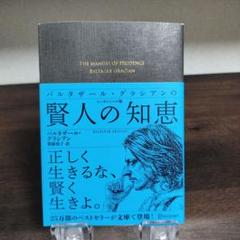 THE MANUAL OF PRUDENCE
BALTASAR GRACIAN
バルタザール・グラシアンの
賢人の知恵
バルタザール・
グラシアン
「正しく
生きるな、
賢く
生きよ。」
25万部のベストセラーが文庫で登場！